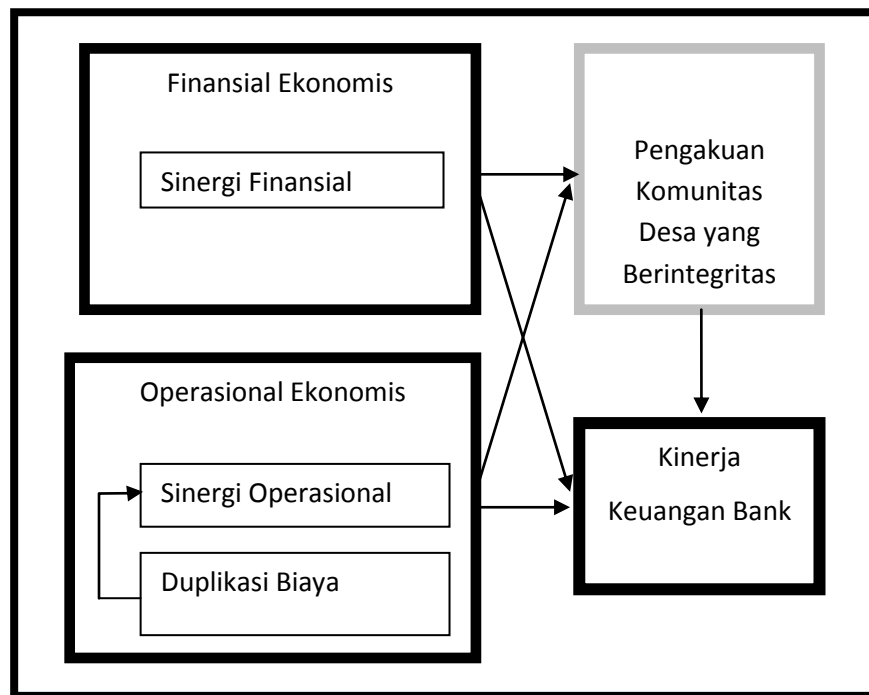 Finansial Ekonomis
Sinergi Finansial
Pengakuan
Komunitas
Desa yang
Berintegritas
Operasional Ekonomis
Sinergi Operasional
Duplikasi Biaya
Kinerja
Keuangan Bank